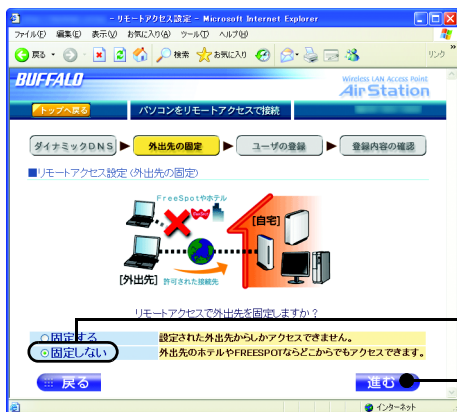 - リモートアクセス設定 - Microsoft Internet Explorer
ファイル(F) 編集(E) 表示(V) お気に入り(A) ツール(T) ヘルプ(H)
戻る 検索 お気に入り リンク »
BUFFALO Wireless LAN Access Point
AirStation
トップへ戻る パソコンをリモートアクセスで接続
ダイナミックDNS 外出先の固定 ユーザの登録 登録内容の確認
■リモートアクセス設定(外出先の固定)
FreeSpotやホテル
[自宅]
[外出先] 許可された接続先
リモートアクセスで外出先を固定しますか?
固定する 設定された外出先からしかアクセスできません。
固定しない 外出先のホテルやFREESPOTならどこからでもアクセスできます。
戻る 進む
インターネット